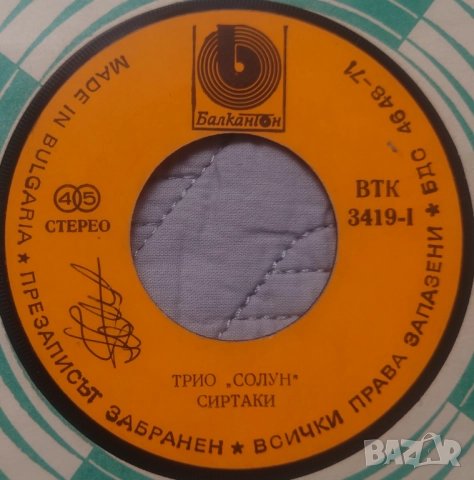 Балкантон
MADE IN BULGARIA ★ ПРЕЗАПИСЪТ ЗАБРАНЕН ★ ВСИЧКИ ПРАВА ЗАПАЗЕНИ ★ БДС 4648-71
45
СТЕРЕО
ВТК
3419-I
ТРИО „СОЛУН"
СИРТАКИ
BAZAR